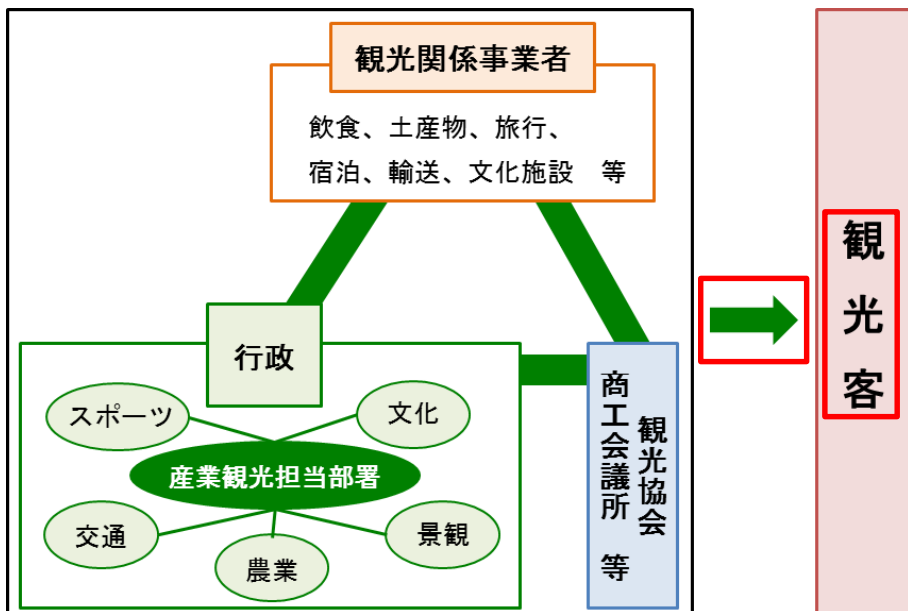 観光関係事業者
飲食、土産物、旅行、
宿泊、輸送、文化施設　等
行政
スポーツ
文化
産業観光担当部署
交通
農業
景観
観光協会
商工会議所　等
観光客